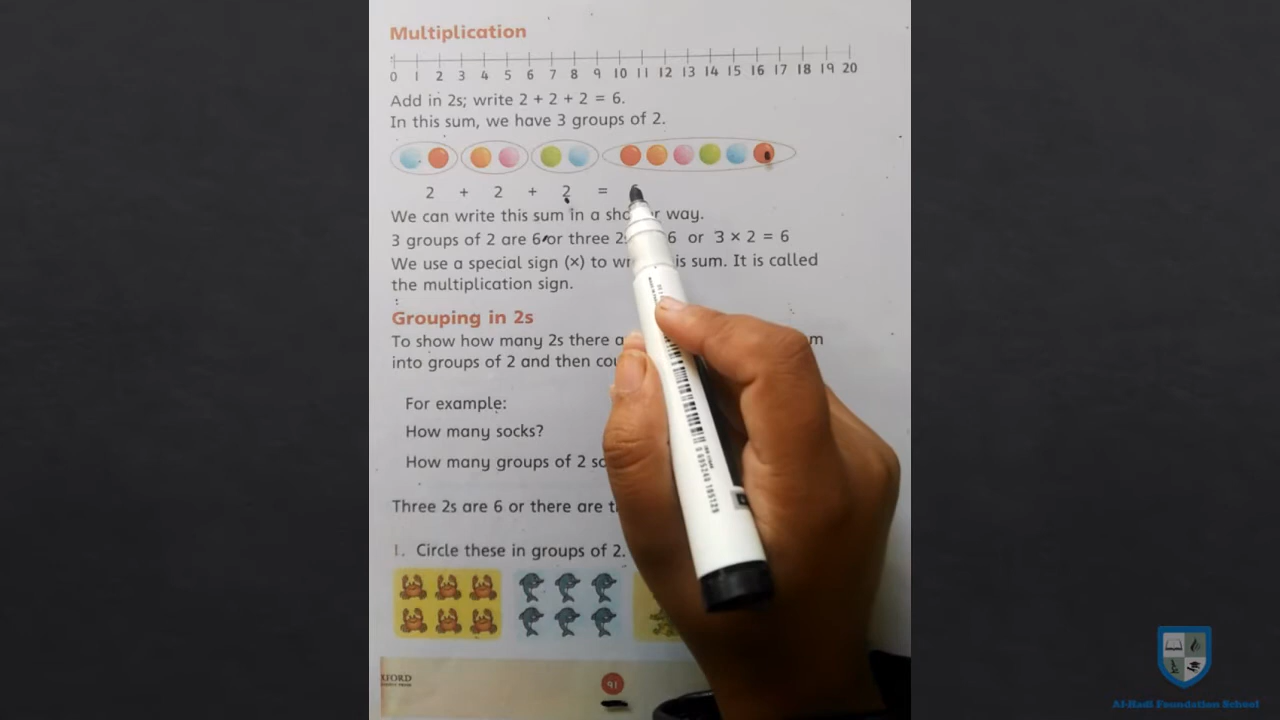 Multiplication
0 1 2 3 4 5 6 7 8 9 10 11 12 13 14 15 16 17 18 19 20
Add in 2s; write 2 + 2 + 2 = 6.
In this sum, we have 3 groups of 2.
2 + 2 + 2 =
We can write this sum in a way.
3 groups of 2 are 6 or three 6 or 3 × 2 = 6
We use a special sign (×) to sum. It is called
the multiplication sign.
Grouping in 2s
To show how many 2s there
into groups of 2 and then
For example:
How many socks?
How many groups of 2
Three 2s are 6 or there are
1. Circle these in groups of 2.
91
Al-Hadi Foundation School